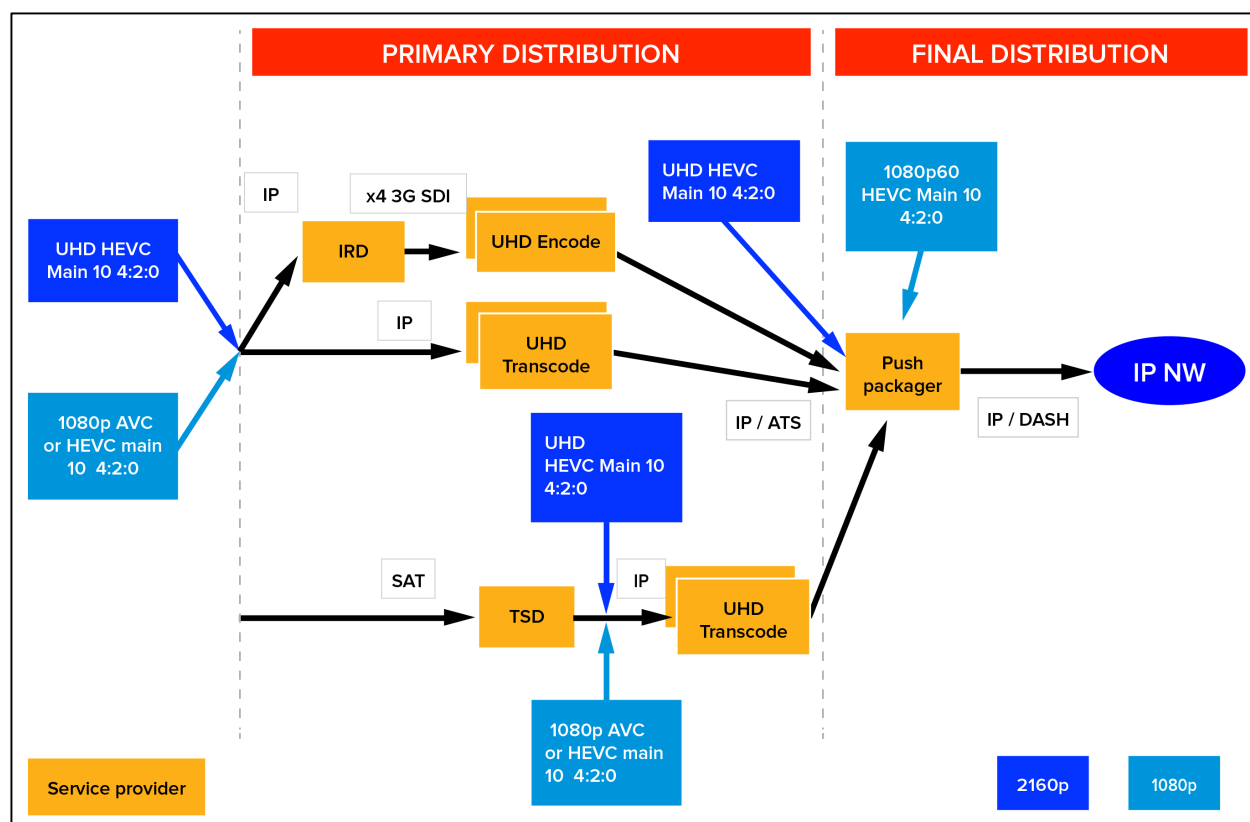 PRIMARY DISTRIBUTION
FINAL DISTRIBUTION
IP
x4 3G SDI
UHD HEVC
Main 10 4:2:0
1080p60
HEVC Main 10
4:2:0
UHD HEVC
Main 10 4:2:0
IRD
UHD Encode
IP
UHD
Transcode
Push
packager
IP NW
1080p AVC
or HEVC main
10 4:2:0
IP / ATS
IP / DASH
UHD
HEVC Main 10
4:2:0
SAT
IP
TSD
UHD
Transcode
1080p AVC
or HEVC main
10 4:2:0
Service provider
2160p
1080p